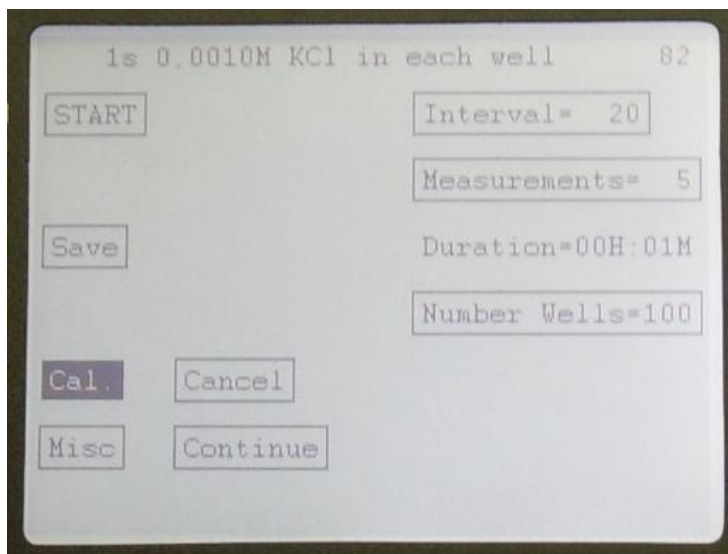 1s 0.0010M KCl in each well 82
START Interval= 20
Measurements= 5
Save Duration=00H:01M
Number Wells=100
Cal. Cancel
Misc Continue